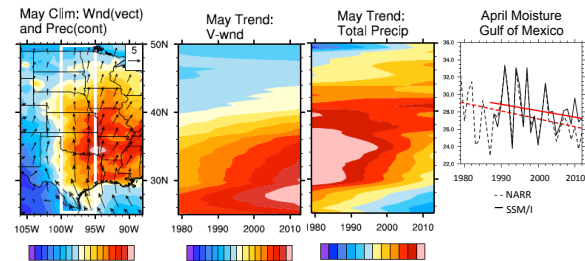 May Clim: Wnd(vect)
and Prec(cont)
May Trend:
V-wnd
May Trend:
Total Precip
April Moisture
Gulf of Mexico
5
50N
40N
30N
105W 100W 95W 90W
1980 1990 2000 2010
1980 1990 2000 2010
34.0
32.0
30.0
28.0
26.0
24.0
22.0
1980 1990 2000 2010
NARR
SSM/I